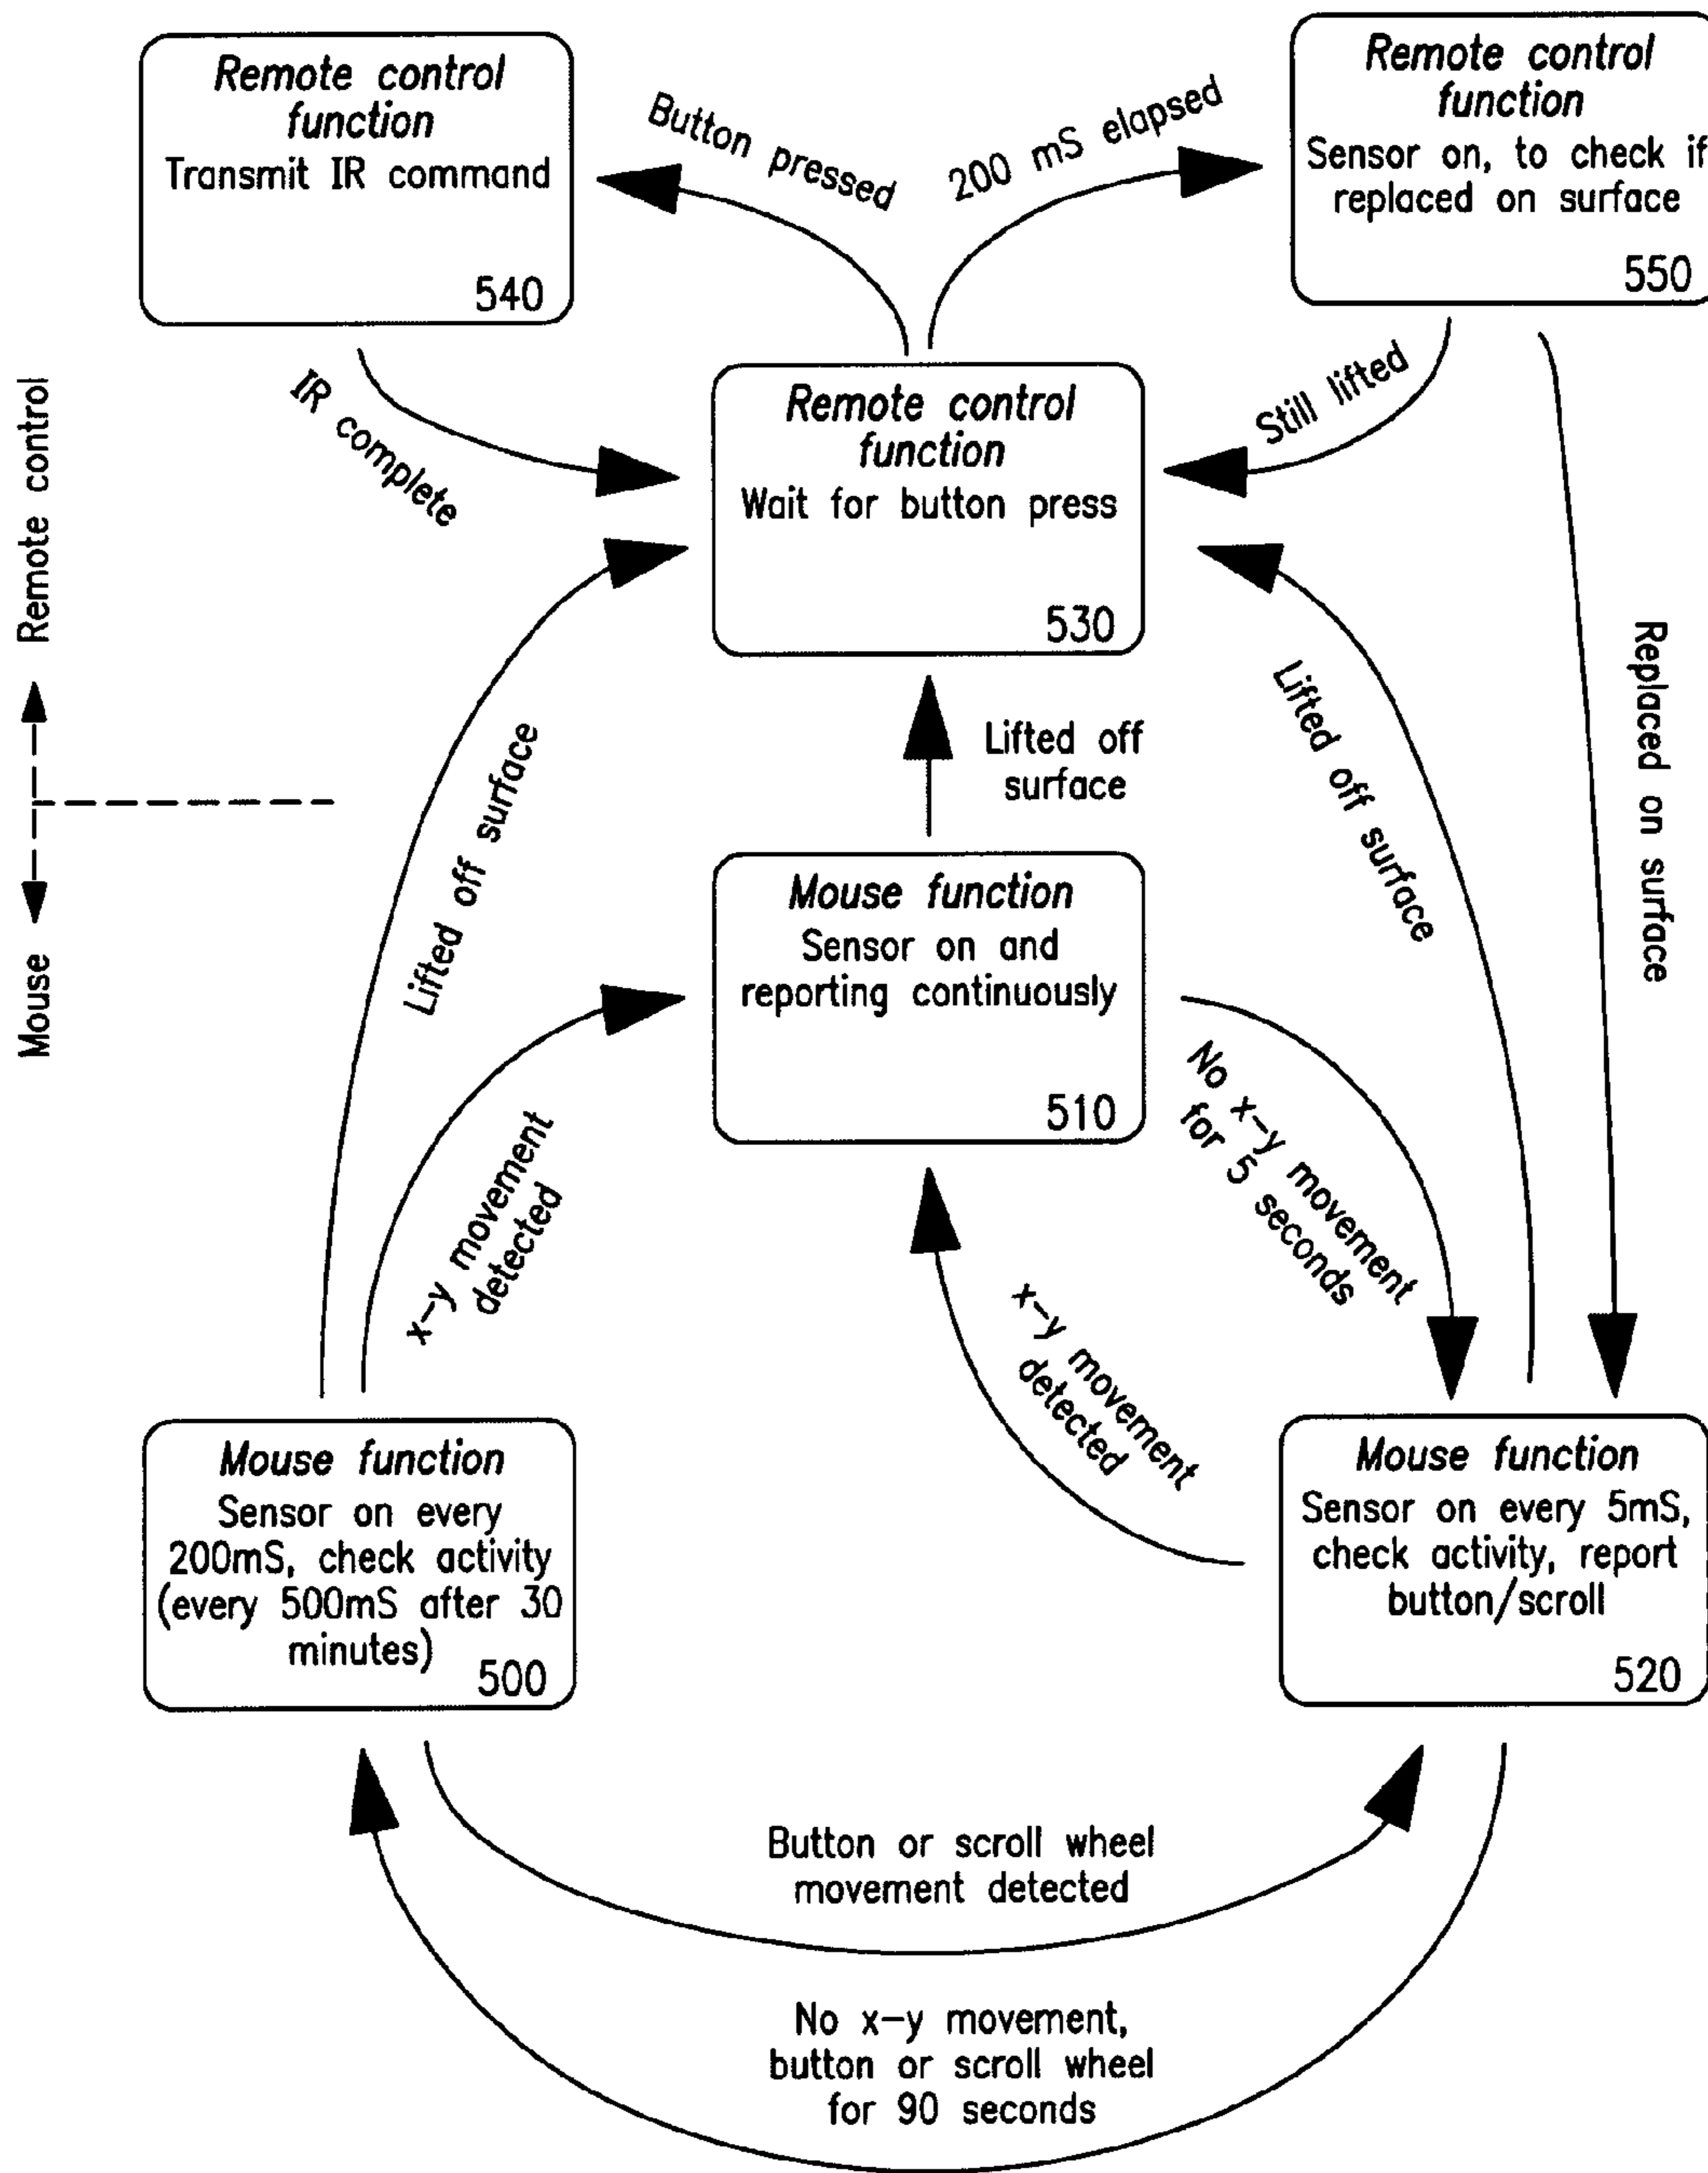 Remote control
function
Transmit IR command
540
Button pressed
200 mS elapsed
Remote control
function
Sensor on, to check if
replaced on surface
550
IR complete
Still lifted
Remote control
function
Wait for button press
530
Remote control
Mouse
Lifted off surface
Lifted off
surface
Lifted off surface
Replaced on surface
Mouse function
Sensor on and
reporting continuously
510
x-y movement
detected
No x-y movement
for 5 seconds
x-y movement
detected
Mouse function
Sensor on every
200mS, check activity
(every 500mS after 30
minutes)
500
Mouse function
Sensor on every 5mS,
check activity, report
button/scroll
520
Button or scroll wheel
movement detected
No x-y movement,
button or scroll wheel
for 90 seconds